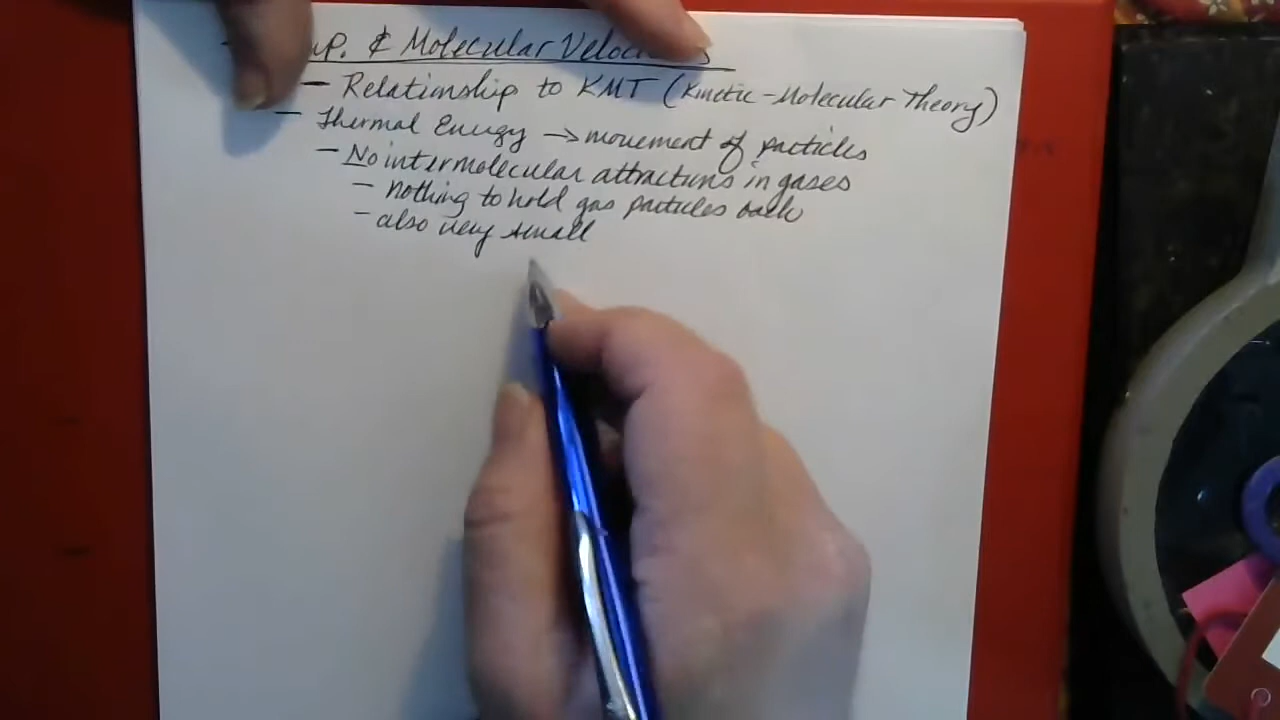 p. & Molecular Veloc s
— Relationship to KMT (Kinetic-Molecular Theory)
— Thermal Energy → movement of particles
— No intermolecular attractions in gases
— nothing to hold gas particles back
— also very small